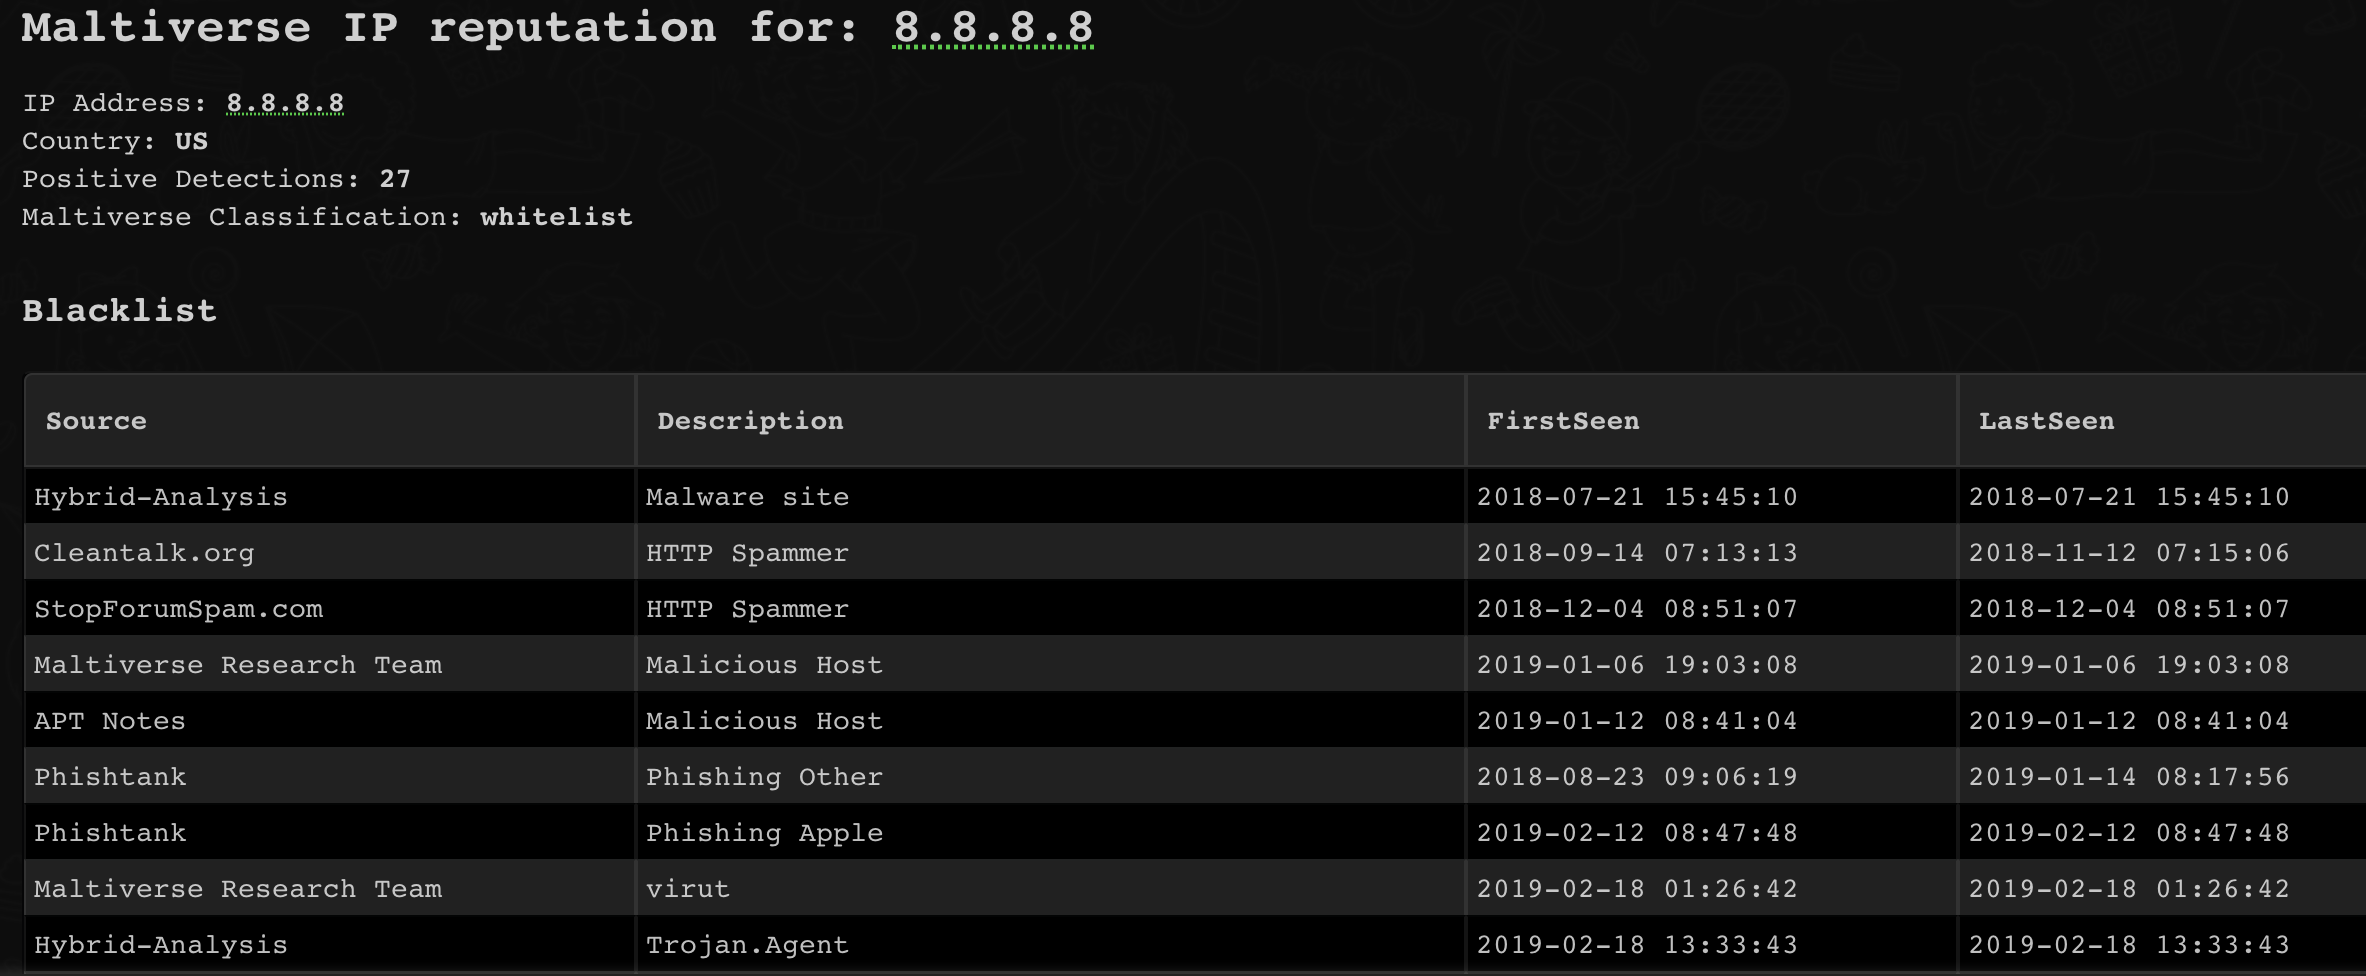 Maltiverse IP reputation for: 8.8.8.8
IP Address: 8.8.8.8
Country: US
Positive Detections: 27
Maltiverse Classification: whitelist
Blacklist
Source Description FirstSeen LastSeen
Hybrid-Analysis Malware site 2018-07-21 15:45:10 2018-07-21 15:45:10
Cleantalk.org HTTP Spammer 2018-09-14 07:13:13 2018-11-12 07:15:06
StopForumSpam.com HTTP Spammer 2018-12-04 08:51:07 2018-12-04 08:51:07
Maltiverse Research Team Malicious Host 2019-01-06 19:03:08 2019-01-06 19:03:08
APT Notes Malicious Host 2019-01-12 08:41:04 2019-01-12 08:41:04
Phishtank Phishing Other 2018-08-23 09:06:19 2019-01-14 08:17:56
Phishtank Phishing Apple 2019-02-12 08:47:48 2019-02-12 08:47:48
Maltiverse Research Team virut 2019-02-18 01:26:42 2019-02-18 01:26:42
Hybrid-Analysis Trojan.Agent 2019-02-18 13:33:43 2019-02-18 13:33:43